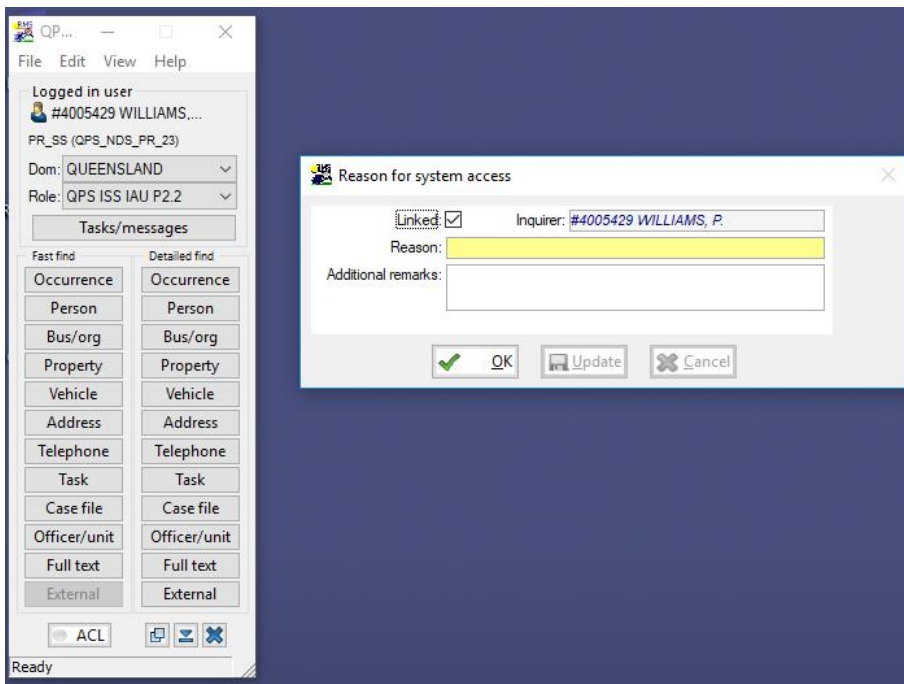 QP...
File Edit View Help
Logged in user
#4005429 WILLIAMS,...
PR_SS (QPS_NDS_PR_23)
Dom: QUEENSLAND
Role: QPS ISS IAU P2.2
Tasks/messages
Fast find Detailed find
Occurrence Occurrence
Person Person
Bus/org Bus/org
Property Property
Vehicle Vehicle
Address Address
Telephone Telephone
Task Task
Case file Case file
Officer/unit Officer/unit
Full text Full text
External External
ACL
Ready
Reason for system access
Linked: Inquirer: #4005429 WILLIAMS, P.
Reason:
Additional remarks:
OK Update Cancel